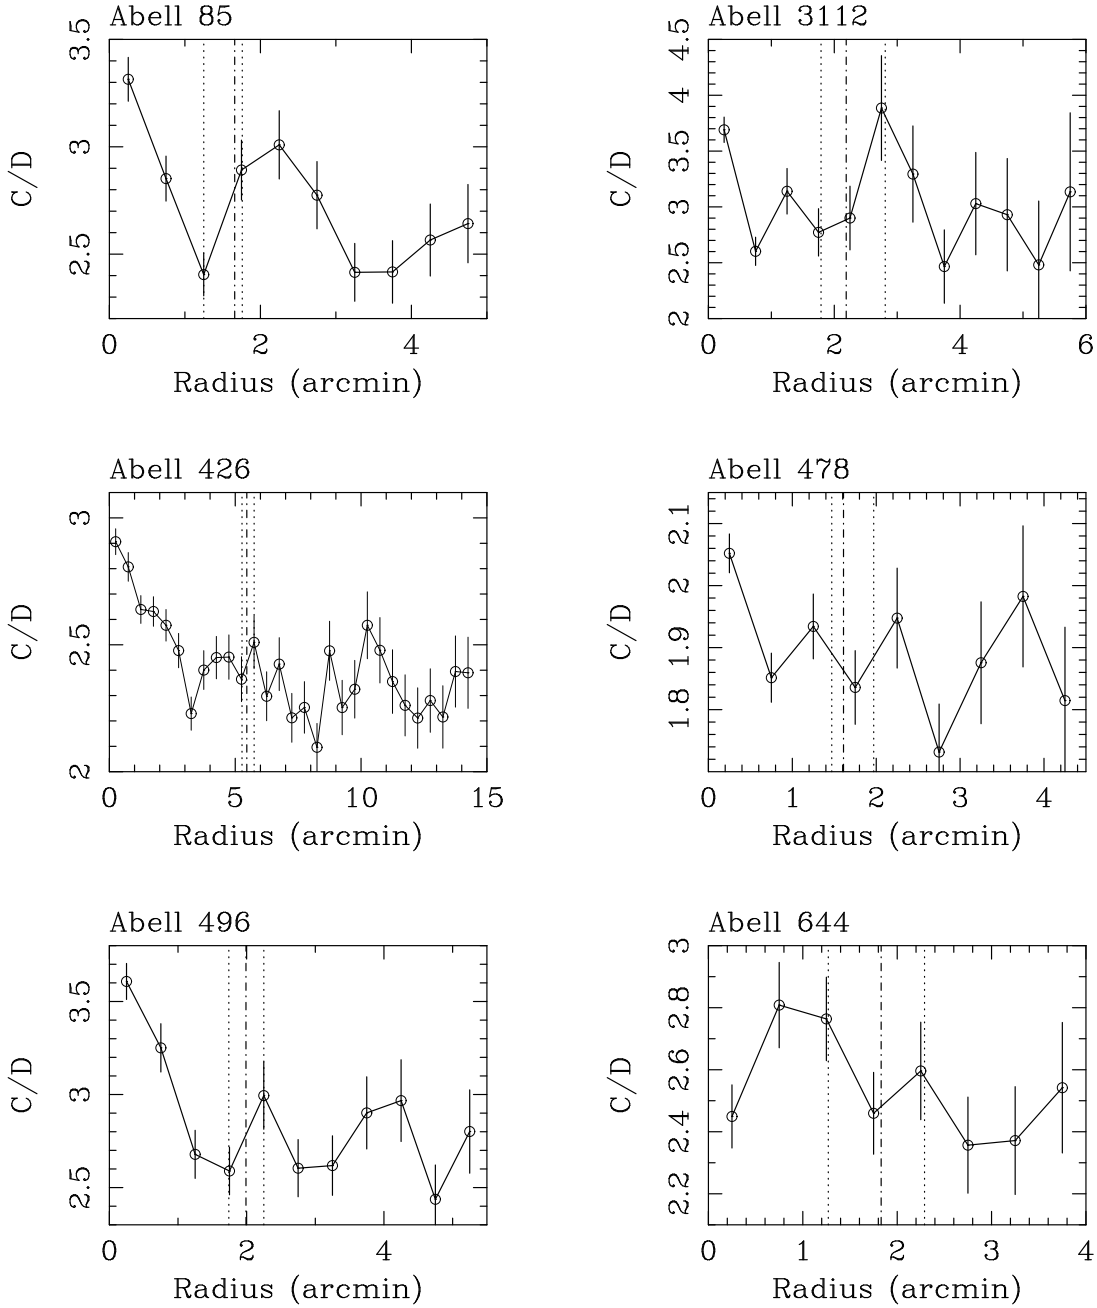 Abell 85
C/D
2.5 3 3.5
0 2 4
Radius (arcmin)
Abell 3112
C/D
2 2.5 3 3.5 4 4.5
0 2 4 6
Radius (arcmin)
Abell 426
C/D
2 2.5 3
0 5 10 15
Radius (arcmin)
Abell 478
C/D
1.8 1.9 2 2.1
0 1 2 3 4
Radius (arcmin)
Abell 496
C/D
2.5 3 3.5
0 2 4
Radius (arcmin)
Abell 644
C/D
2.2 2.4 2.6 2.8 3
0 1 2 3 4
Radius (arcmin)